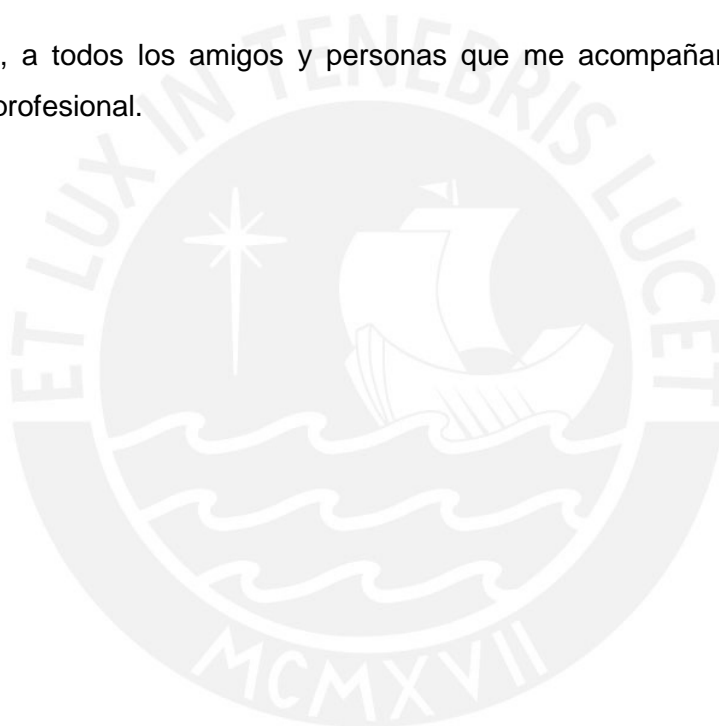 , a todos los amigos y personas que me acompañar
profesional.
ET LUX IN TENEBRIS LUCET
MCMXVII